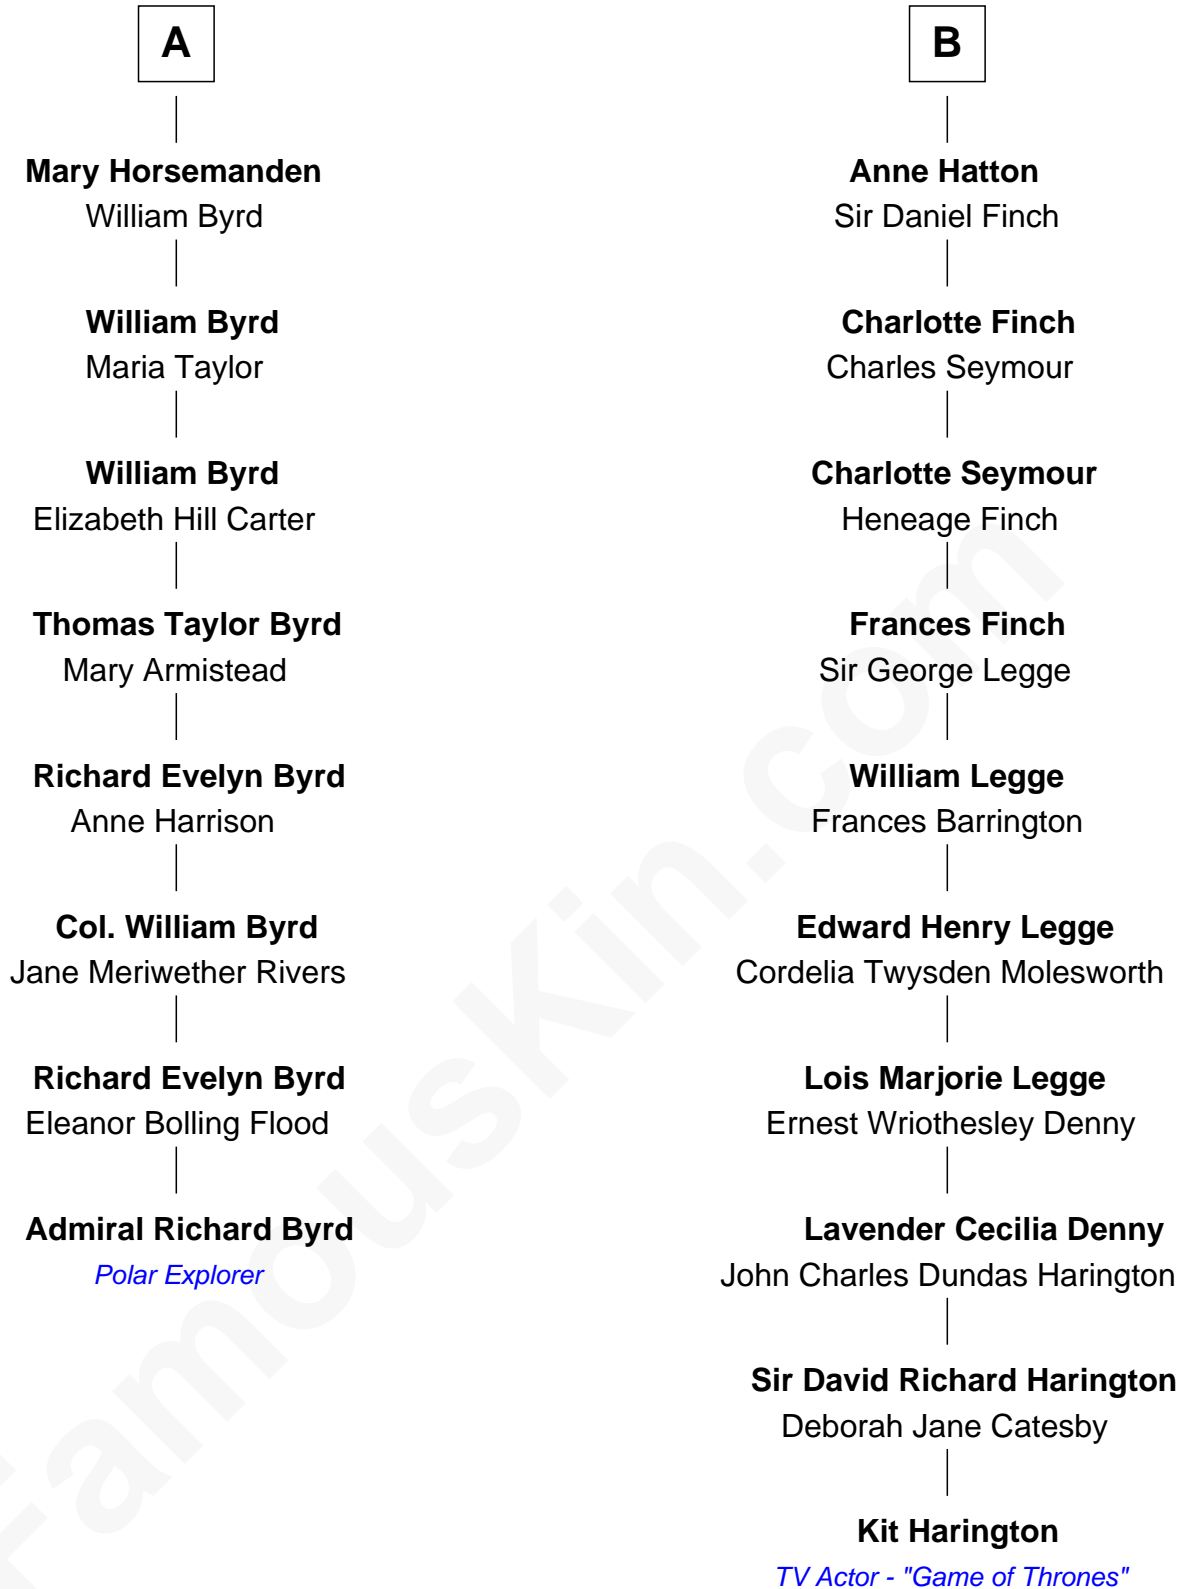 A
Mary Horsemanden
William Byrd
William Byrd
Maria Taylor
William Byrd
Elizabeth Hill Carter
Thomas Taylor Byrd
Mary Armistead
Richard Evelyn Byrd
Anne Harrison
Col. William Byrd
Jane Meriwether Rivers
Richard Evelyn Byrd
Eleanor Bolling Flood
Admiral Richard Byrd
Polar Explorer
B
Anne Hatton
Sir Daniel Finch
Charlotte Finch
Charles Seymour
Charlotte Seymour
Heneage Finch
Frances Finch
Sir George Legge
William Legge
Frances Barrington
Edward Henry Legge
Cordelia Twysden Molesworth
Lois Marjorie Legge
Ernest Wriothesley Denny
Lavender Cecilia Denny
John Charles Dundas Harington
Sir David Richard Harington
Deborah Jane Catesby
Kit Harington
TV Actor - "Game of Thrones"
FamousKin.com